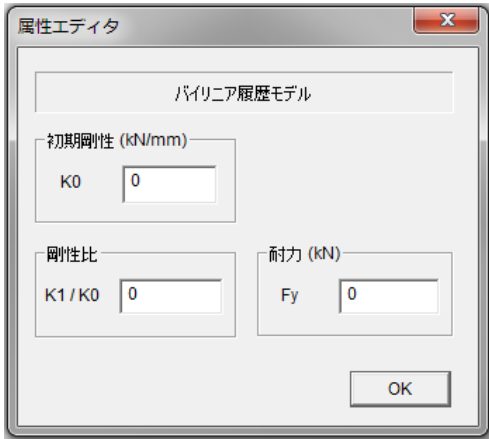 属性エディタ
バイリニア履歴モデル
初期剛性 (kN/mm)
K0 0
剛性比
K1 / K0 0
耐力 (kN)
Fy 0
OK